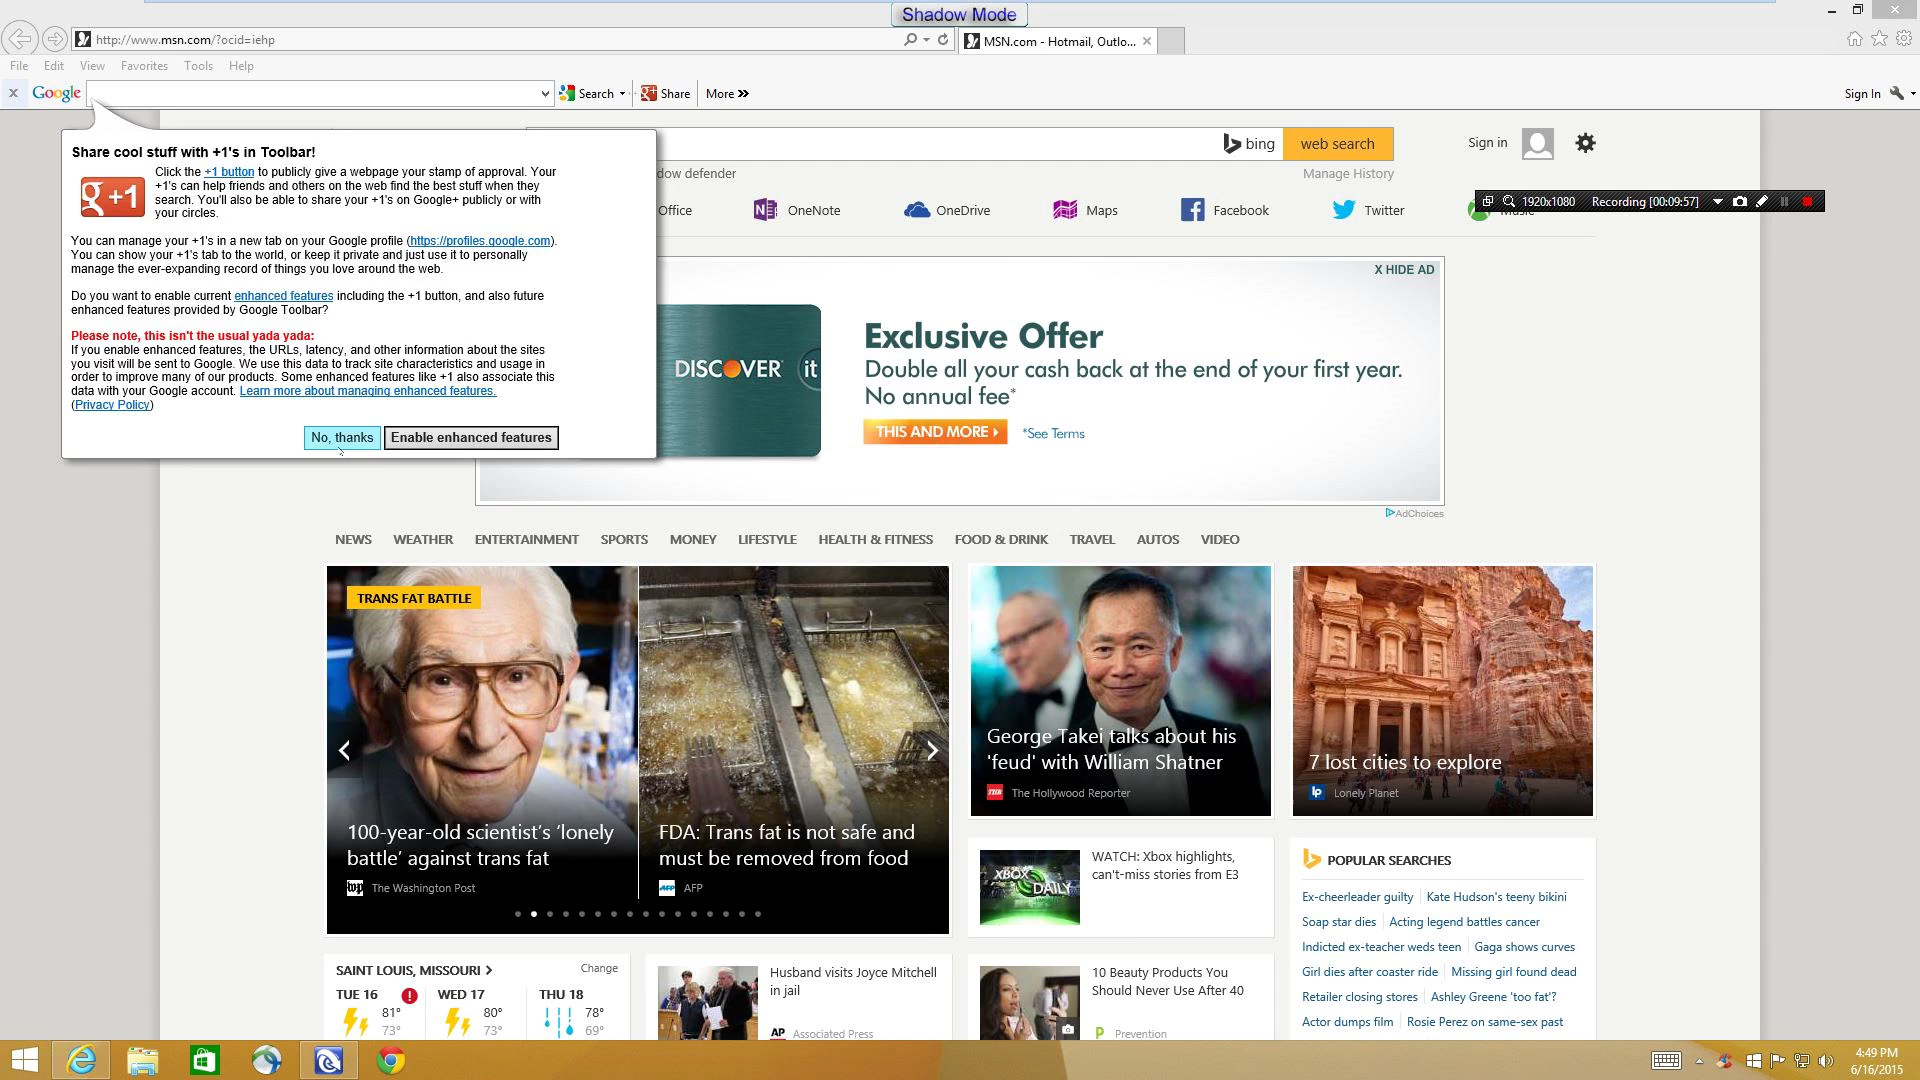 Shadow Mode
http://www.msn.com/?ocid=iehp
MSN.com - Hotmail, Outlo...
File Edit View Favorites Tools Help
X Google Search Share More » Sign In
Share cool stuff with +1's in Toolbar!
g+1
Click the +1 button to publicly give a webpage your stamp of approval. Your
+1's can help friends and others on the web find the best stuff when they
search. You'll also be able to share your +1's on Google+ publicly or with
your circles.
You can manage your +1's in a new tab on your Google profile (https://profiles.google.com).
You can show your +1's tab to the world, or keep it private and just use it to personally
manage the ever-expanding record of things you love around the web.
Do you want to enable current enhanced features including the +1 button, and also future
enhanced features provided by Google Toolbar?
Please note, this isn't the usual yada yada:
If you enable enhanced features, the URLs, latency, and other information about the sites
you visit will be sent to Google. We use this data to track site characteristics and usage in
order to improve many of our products. Some enhanced features like +1 also associate this
data with your Google account. Learn more about managing enhanced features.
(Privacy Policy)
No, thanks Enable enhanced features
bing web search Sign in
defender Manage History
Office OneNote OneDrive Maps Facebook Twitter
1920x1080 Recording [00:09:57]
X HIDE AD
DISCOVER it
Exclusive Offer
Double all your cash back at the end of your first year.
No annual fee*
THIS AND MORE *See Terms
AdChoices
NEWS WEATHER ENTERTAINMENT SPORTS MONEY LIFESTYLE HEALTH & FITNESS FOOD & DRINK TRAVEL AUTOS VIDEO
TRANS FAT BATTLE
100-year-old scientist's 'lonely
battle' against trans fat
wp The Washington Post
FDA: Trans fat is not safe and
must be removed from food
AFP AFP
George Takei talks about his
'feud' with William Shatner
THR The Hollywood Reporter
7 lost cities to explore
lp Lonely Planet
XBOX DAILY
WATCH: Xbox highlights,
can't-miss stories from E3
POPULAR SEARCHES
Ex-cheerleader guilty Kate Hudson's teeny bikini
Soap star dies Acting legend battles cancer
Indicted ex-teacher weds teen Gaga shows curves
Girl dies after coaster ride Missing girl found dead
Retailer closing stores Ashley Greene 'too fat'?
Actor dumps film Rosie Perez on same-sex past
SAINT LOUIS, MISSOURI Change
TUE 16 WED 17 THU 18
81° 80° 78°
73° 73° 69°
Husband visits Joyce Mitchell
in jail
AP Associated Press
10 Beauty Products You
Should Never Use After 40
P Prevention
4:49 PM
6/16/2015